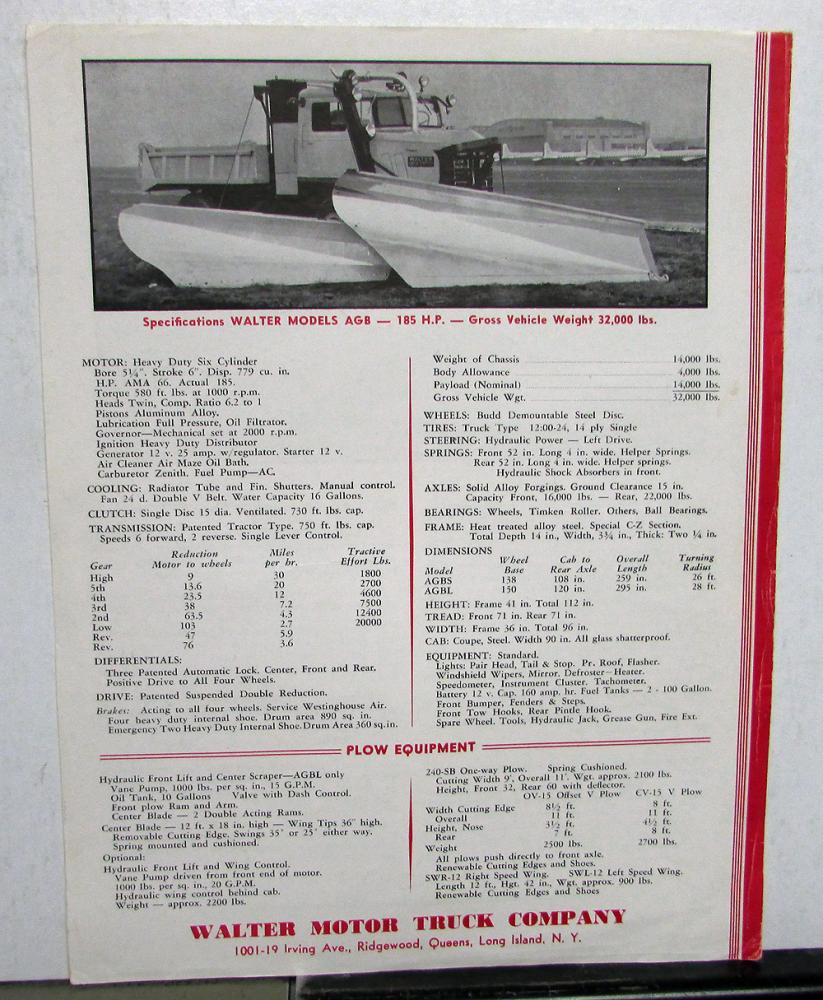 Specifications WALTER MODELS AGB — 185 H.P. — Gross Vehicle Weight 32,000 lbs.
MOTOR: Heavy Duty Six Cylinder
Bore 5¼". Stroke 6". Disp. 779 cu. in.
H.P. AMA 66. Actual 185.
Torque 580 ft. lbs. at 1000 r.p.m.
Heads Twin, Comp. Ratio 6.2 to 1
Pistons Aluminum Alloy.
Lubrication Full Pressure, Oil Filtrator.
Governor—Mechanical set at 2000 r.p.m.
Ignition Heavy Duty Distributor
Generator 12 v. 25 amp. w/regulator. Starter 12 v.
Air Cleaner Air Maze Oil Bath.
Carburetor Zenith. Fuel Pump—AC.
COOLING: Radiator Tube and Fin. Shutters. Manual control.
Fan 24 d. Double V Belt. Water Capacity 16 Gallons.
CLUTCH: Single Disc 15 dia. Ventilated. 730 ft. lbs. cap.
TRANSMISSION: Patented Tractor Type. 750 ft. lbs. cap.
Speeds 6 forward, 2 reverse. Single Lever Control.
Reduction Miles Tractive
Gear Motor to wheels per hr. Effort Lbs.
High 9 30 1800
5th 13.6 20 2700
4th 23.5 12 4600
3rd 38 7.2 7500
2nd 63.5 4.3 12400
Low 103 2.7 20000
Rev. 47 5.9
Rev. 76 3.6
DIFFERENTIALS:
Three Patented Automatic Lock. Center, Front and Rear.
Positive Drive to All Four Wheels.
DRIVE: Patented Suspended Double Reduction.
Brakes: Acting to all four wheels. Service Westinghouse Air.
Four heavy duty internal shoe. Drum area 890 sq. in.
Emergency Two Heavy Duty Internal Shoe. Drum Area 360 sq.in.
Weight of Chassis 14,000 lbs.
Body Allowance 4,000 lbs.
Payload (Nominal) 14,000 lbs.
Gross Vehicle Wgt. 32,000 lbs.
WHEELS: Budd Demountable Steel Disc.
TIRES: Truck Type 12:00-24, 14 ply Single
STEERING: Hydraulic Power — Left Drive.
SPRINGS: Front 52 in. Long 4 in. wide. Helper Springs.
Rear 52 in. Long 4 in. wide. Helper springs.
Hydraulic Shock Absorbers in front.
AXLES: Solid Alloy Forgings. Ground Clearance 15 in.
Capacity Front, 16,000 lbs. — Rear, 22,000 lbs.
BEARINGS: Wheels, Timken Roller. Others, Ball Bearings.
FRAME: Heat treated alloy steel. Special C-Z Section.
Total Depth 14 in., Width, 3¾ in., Thick: Two ¼ in.
DIMENSIONS
Wheel Cab to Overall Turning
Model Base Rear Axle Length Radius
AGBS 138 108 in. 259 in. 26 ft.
AGBL 150 120 in. 295 in. 28 ft.
HEIGHT: Frame 41 in. Total 112 in.
TREAD: Front 71 in. Rear 71 in.
WIDTH: Frame 36 in. Total 96 in.
CAB: Coupe, Steel. Width 90 in. All glass shatterproof.
EQUIPMENT: Standard.
Lights: Pair Head, Tail & Stop. Pr. Roof, Flasher.
Windshield Wipers, Mirror. Defroster—Heater.
Speedometer, Instrument Cluster. Tachometer.
Battery 12 v. Cap. 160 amp. hr. Fuel Tanks — 2 - 100 Gallon.
Front Bumper, Fenders & Steps.
Front Tow Hooks, Rear Pintle Hook.
Spare Wheel. Tools, Hydraulic Jack, Grease Gun, Fire Ext.
PLOW EQUIPMENT
Hydraulic Front Lift and Center Scraper—AGBL only
Vane Pump, 1000 lbs. per sq. in., 15 G.P.M.
Oil Tank, 10 Gallons Valve with Dash Control.
Front plow Ram and Arm.
Center Blade — 2 Double Acting Rams.
Center Blade — 12 ft. x 18 in. high — Wing Tips 36" high.
Removable Cutting Edge. Swings 35° or 25° either way.
Spring mounted and cushioned.
Optional:
Hydraulic Front Lift and Wing Control.
Vane Pump driven from front end of motor.
1000 lbs. per sq. in., 20 G.P.M.
Hydraulic wing control behind cab.
Weight — approx. 2200 lbs.
240-SB One-way Plow. Spring Cushioned.
Cutting Width 9', Overall 11'. Wgt. approx. 2100 lbs.
Height, Front 32, Rear 60 with deflector.
OV-15 Offset V Plow CV-15 V Plow
Width Cutting Edge 8½ ft. 8 ft.
Overall 11 ft. 11 ft.
Height, Nose 3½ ft. 4½ ft.
Rear 7 ft. 8 ft.
Weight 2500 lbs. 2700 lbs.
All plows push directly to front axle.
Renewable Cutting Edges and Shoes.
SWR-12 Right Speed Wing. SWL-12 Left Speed Wing.
Length 12 ft., Hgt. 42 in., Wgt. approx. 900 lbs.
Renewable Cutting Edges and Shoes
WALTER MOTOR TRUCK COMPANY
1001-19 Irving Ave., Ridgewood, Queens, Long Island, N. Y.